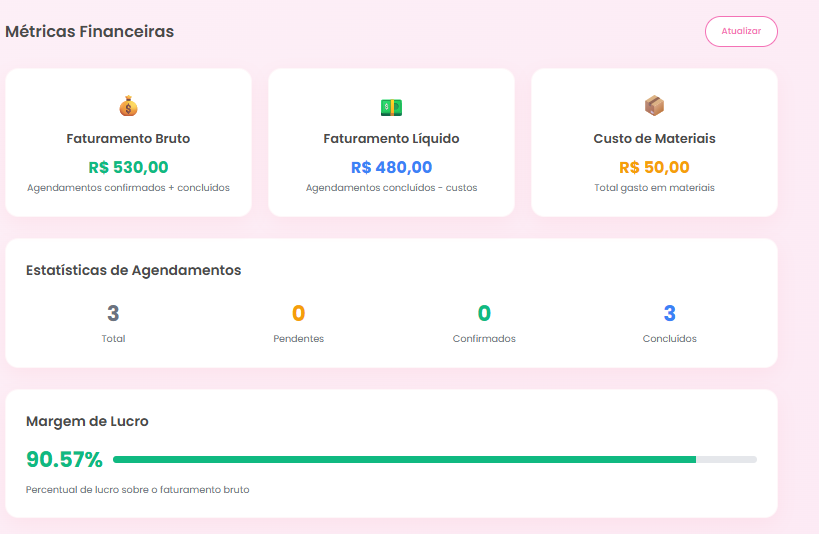 Métricas Financeiras
Atualizar
Faturamento Bruto
R$ 530,00
Agendamentos confirmados + concluídos
Faturamento Líquido
R$ 480,00
Agendamentos concluídos - custos
Custo de Materiais
R$ 50,00
Total gasto em materiais
Estatísticas de Agendamentos
3
Total
0
Pendentes
0
Confirmados
3
Concluídos
Margem de Lucro
90.57%
Percentual de lucro sobre o faturamento bruto